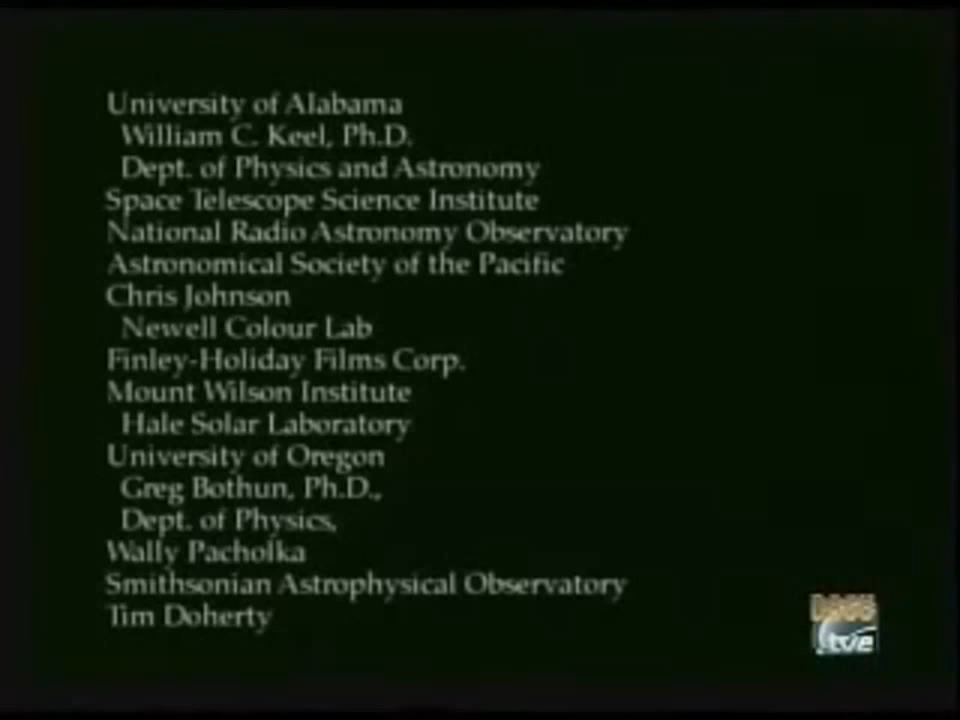 University of Alabama
William C. Keel, Ph.D.
Dept. of Physics and Astronomy
Space Telescope Science Institute
National Radio Astronomy Observatory
Astronomical Society of the Pacific
Chris Johnson
Newell Colour Lab
Finley-Holiday Films Corp.
Mount Wilson Institute
Hale Solar Laboratory
University of Oregon
Greg Bothun, Ph.D.,
Dept. of Physics,
Wally Pacholka
Smithsonian Astrophysical Observatory
Tim Doherty
tve